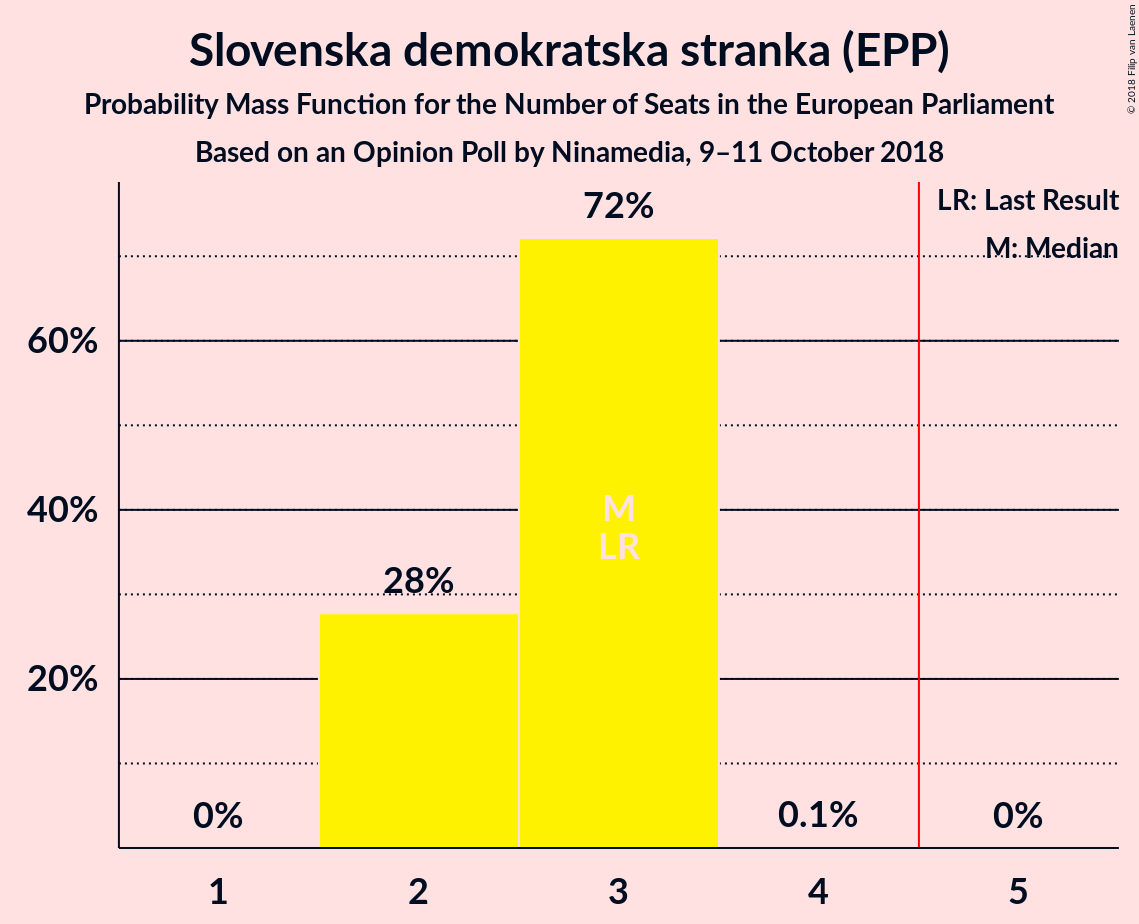 Slovenska demokratska stranka (EPP)
Probability Mass Function for the Number of Seats in the European Parliament
Based on an Opinion Poll by Ninamedia, 9–11 October 2018
© 2018 Filip van Laenen
LR: Last Result
M: Median
72%
60%
40%
20%
28%
M
LR
0%
0.1%
0%
1 2 3 4 5